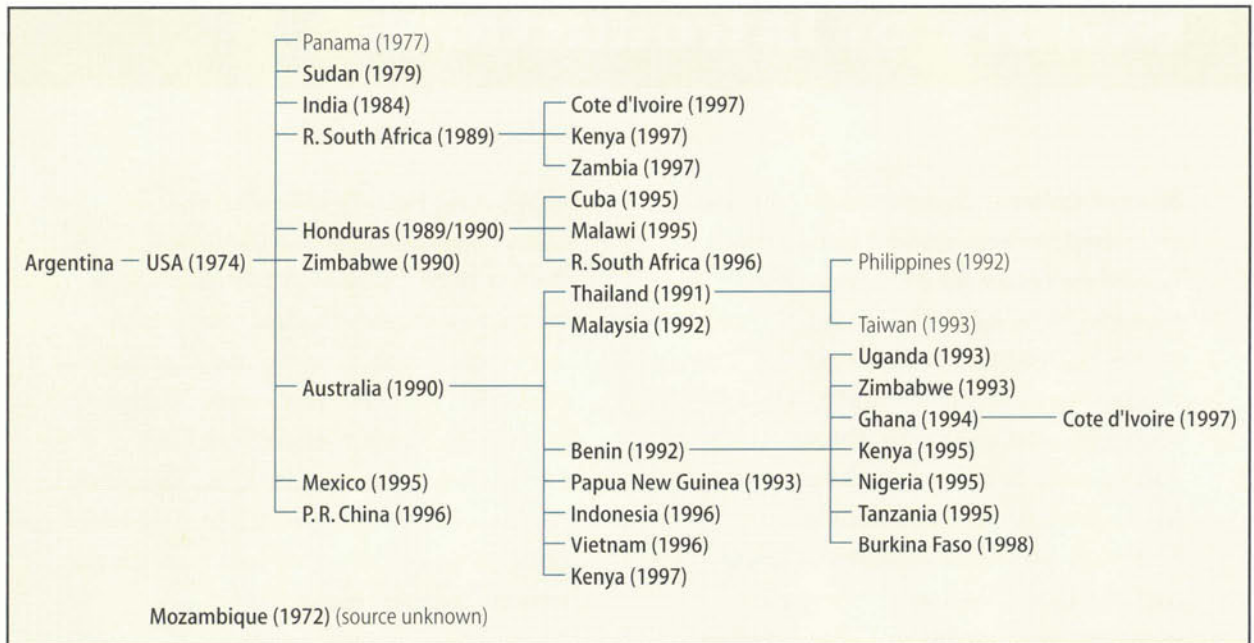 Panama (1977)
Sudan (1979)
India (1984)
Cote d'Ivoire (1997)
R. South Africa (1989)
Kenya (1997)
Zambia (1997)
Cuba (1995)
Honduras (1989/1990)
Malawi (1995)
Argentina
USA (1974)
Zimbabwe (1990)
R. South Africa (1996)
Philippines (1992)
Thailand (1991)
Malaysia (1992)
Taiwan (1993)
Uganda (1993)
Australia (1990)
Zimbabwe (1993)
Ghana (1994)
Cote d'Ivoire (1997)
Benin (1992)
Kenya (1995)
Mexico (1995)
Papua New Guinea (1993)
Nigeria (1995)
P. R. China (1996)
Indonesia (1996)
Tanzania (1995)
Vietnam (1996)
Burkina Faso (1998)
Kenya (1997)
Mozambique (1972) (source unknown)